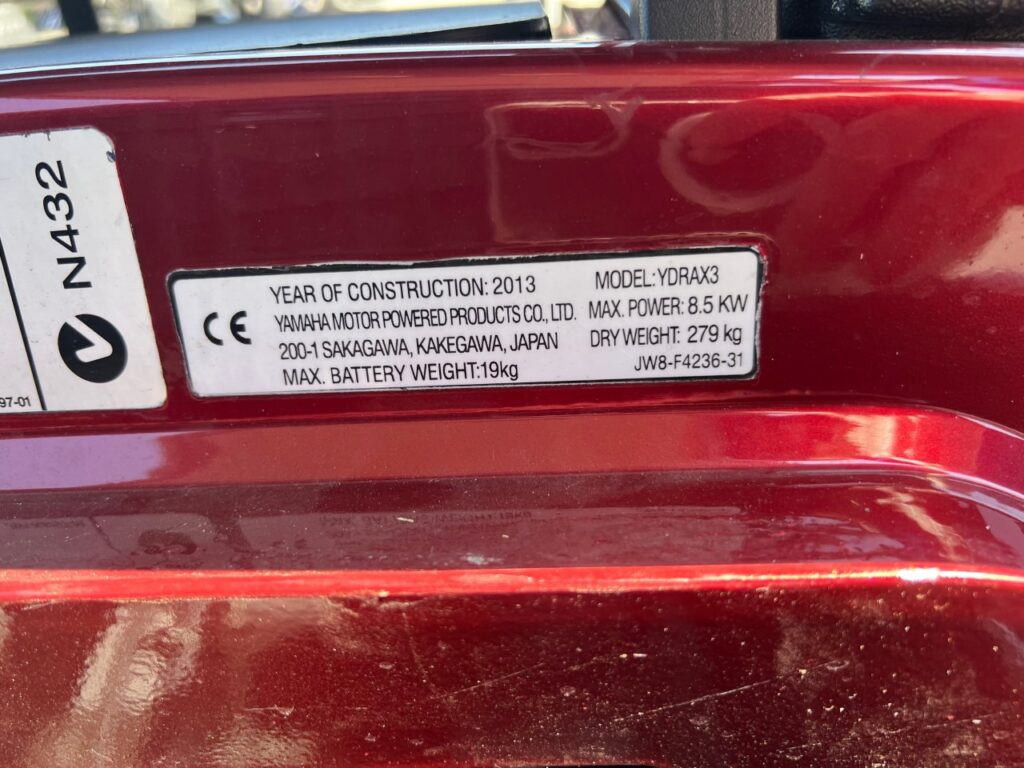 N432
97-01
CE
YEAR OF CONSTRUCTION: 2013
YAMAHA MOTOR POWERED PRODUCTS CO., LTD.
200-1 SAKAGAWA, KAKEGAWA, JAPAN
MAX. BATTERY WEIGHT:19kg
MODEL:YDRAX3
MAX. POWER: 8.5 KW
DRY WEIGHT: 279 kg
JW8-F4236-31